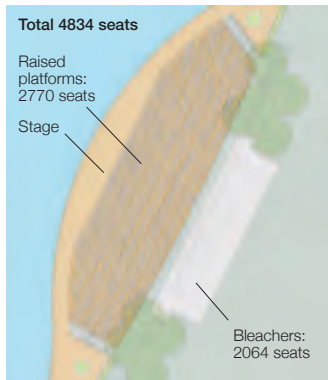 Total 4834 seats
Raised
platforms:
2770 seats
Stage
Bleachers:
2064 seats